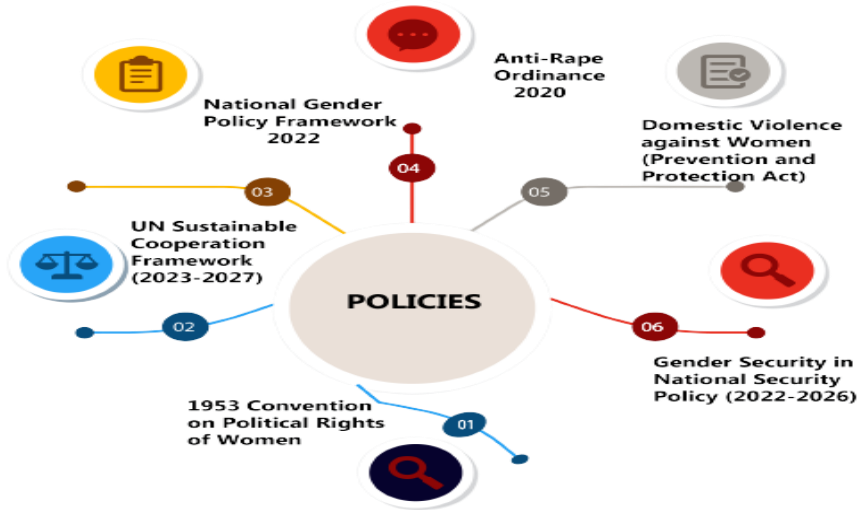 Anti-Rape
Ordinance
2020
National Gender
Policy Framework
2022
Domestic Violence
against Women
(Prevention and
Protection Act)
04
03
05
UN Sustainable
Cooperation
Framework
(2023-2027)
POLICIES
02
06
Gender Security in
National Security
Policy (2022-2026)
1953 Convention
on Political Rights
of Women
01